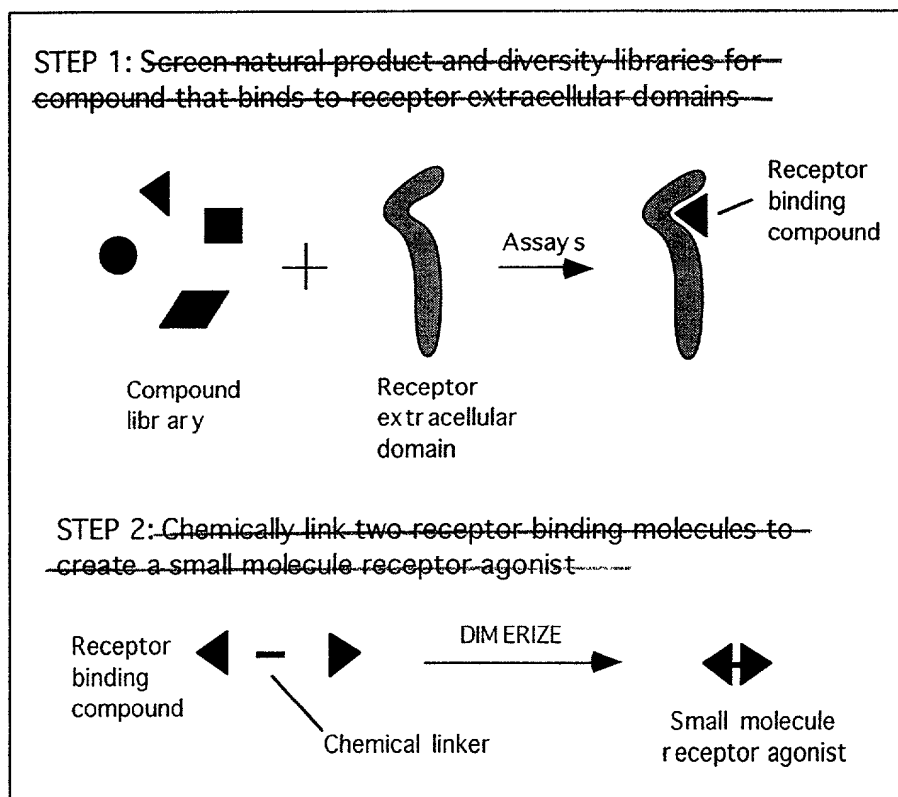 STEP 1: Screen natural product and diversity libraries for
compound that binds to receptor extracellular domains
Receptor
binding
compound
Assays
Compound
library
Receptor
extracellular
domain
STEP 2: Chemically link two receptor binding molecules to
create a small molecule receptor agonist
Receptor
binding
compound
DIMERIZE
Chemical linker
Small molecule
receptor agonist